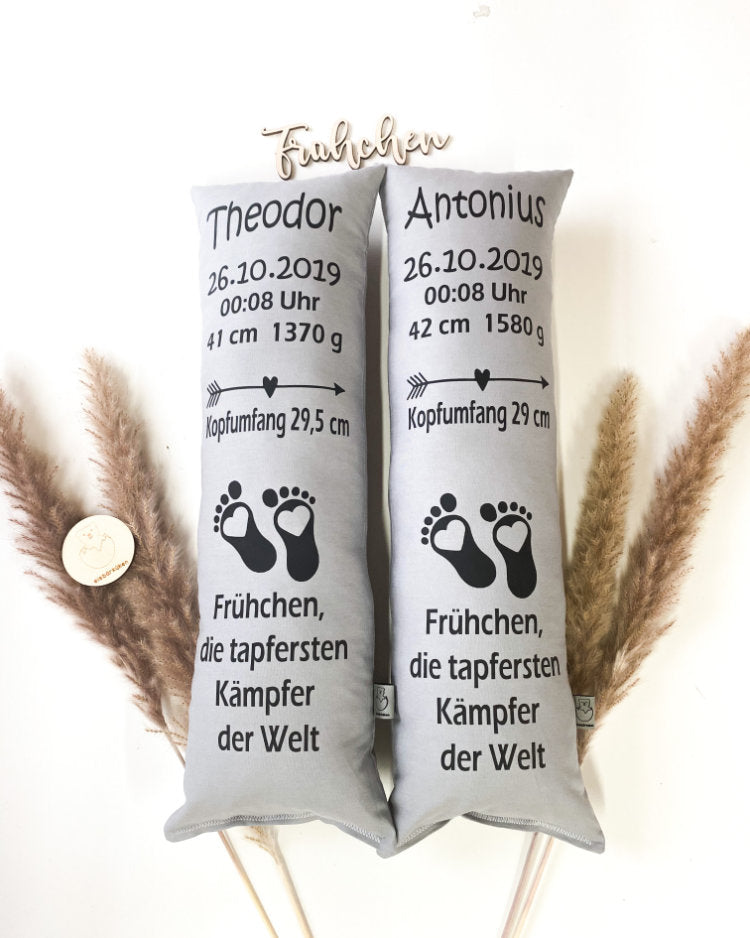 Frühchen
Theodor
26.10.2019
00:08 Uhr
41 cm 1370 g
Kopfumfang 29,5 cm
Frühchen,
die tapfersten
Kämpfer
der Welt
Antonius
26.10.2019
00:08 Uhr
42 cm 1580 g
Kopfumfang 29 cm
Frühchen,
die tapfersten
Kämpfer
der Welt